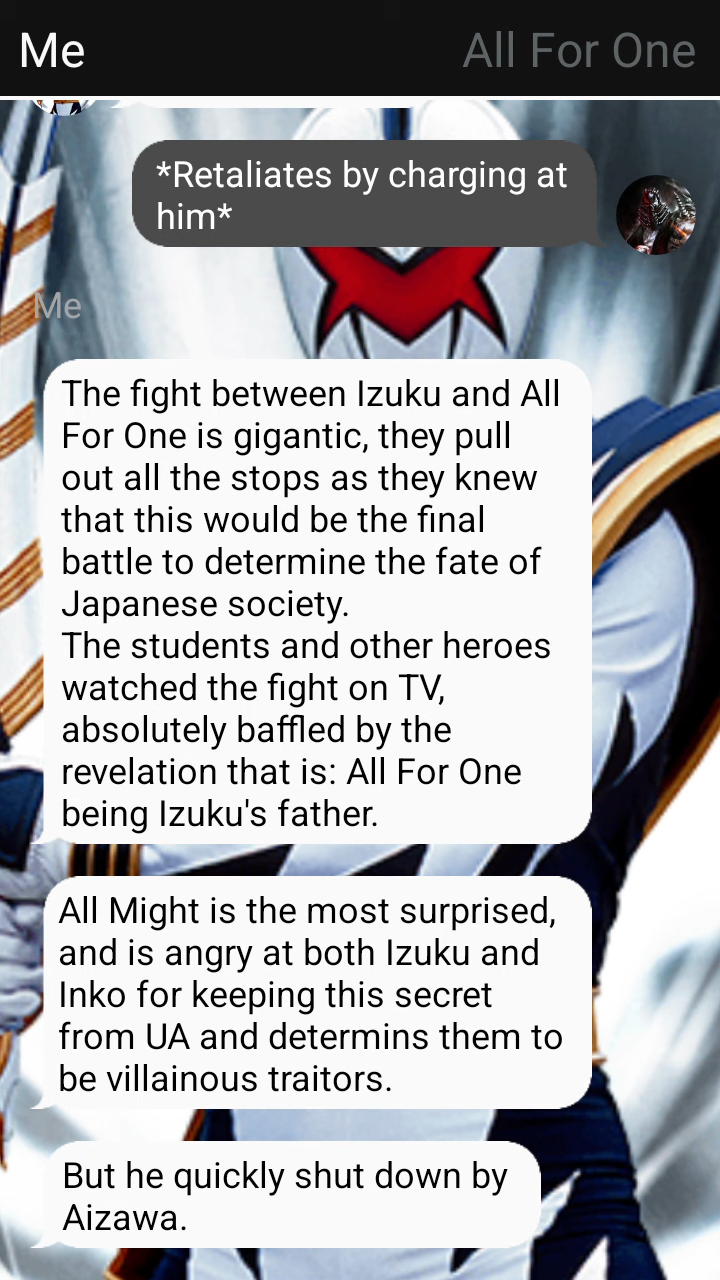 Me
All For One
*Retaliates by charging at
him*
Me
The fight between Izuku and All
For One is gigantic, they pull
out all the stops as they knew
that this would be the final
battle to determine the fate of
Japanese society.
The students and other heroes
watched the fight on TV,
absolutely baffled by the
revelation that is: All For One
being Izuku's father.
All Might is the most surprised,
and is angry at both Izuku and
Inko for keeping this secret
from UA and determins them to
be villainous traitors.
But he quickly shut down by
Aizawa.